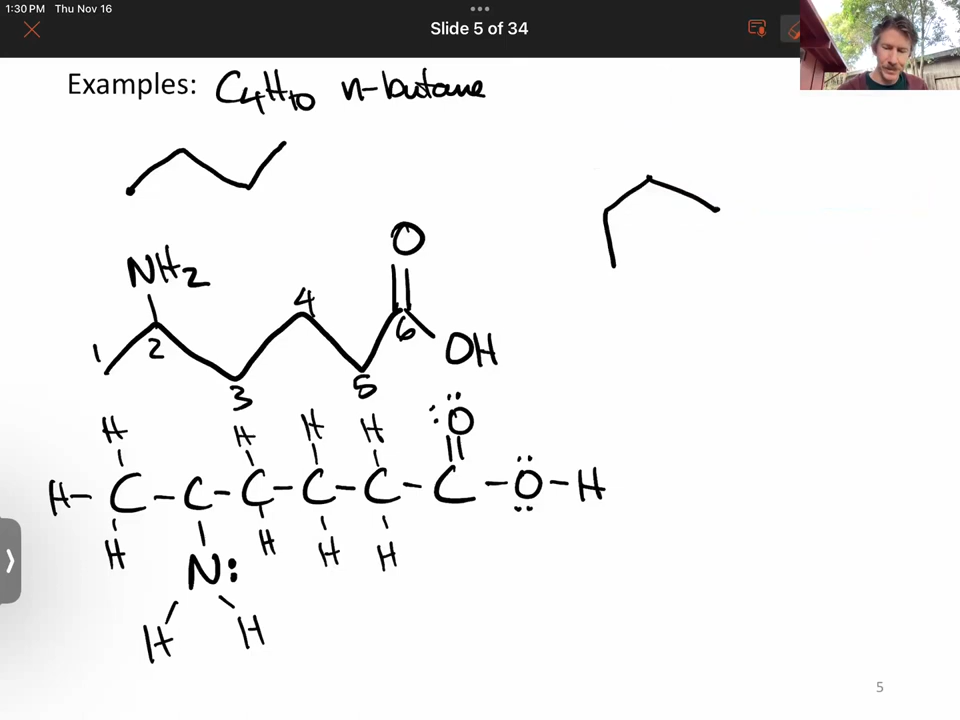 1:30 PM Thu Nov 16
Slide 5 of 34
Examples: C4H10 n-butane
O
NH2
4
1 2 6
OH
3 5
H H H H :Ö
H- C - C - C - C - C - C - Ö - H
H N: H H H
H H
5